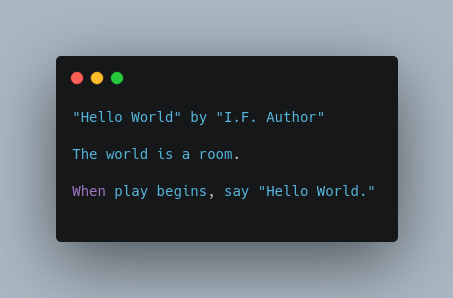 "Hello World" by "I.F. Author"
The world is a room.
When play begins, say "Hello World."